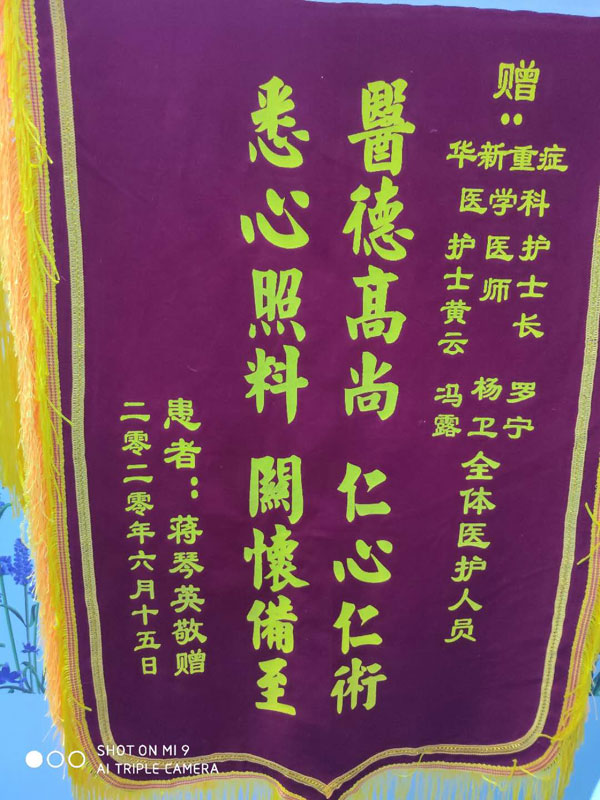 赠：
华新重症
医学科
护士长 罗宁
医师 杨卫
护士黄云 冯露
全体医护人员
醫德高尚 仁心仁術
悉心照料 關懷備至
患者：蒋琴英敬赠
二零二零年六月十五日
SHOT ON MI 9
AI TRIPLE CAMERA